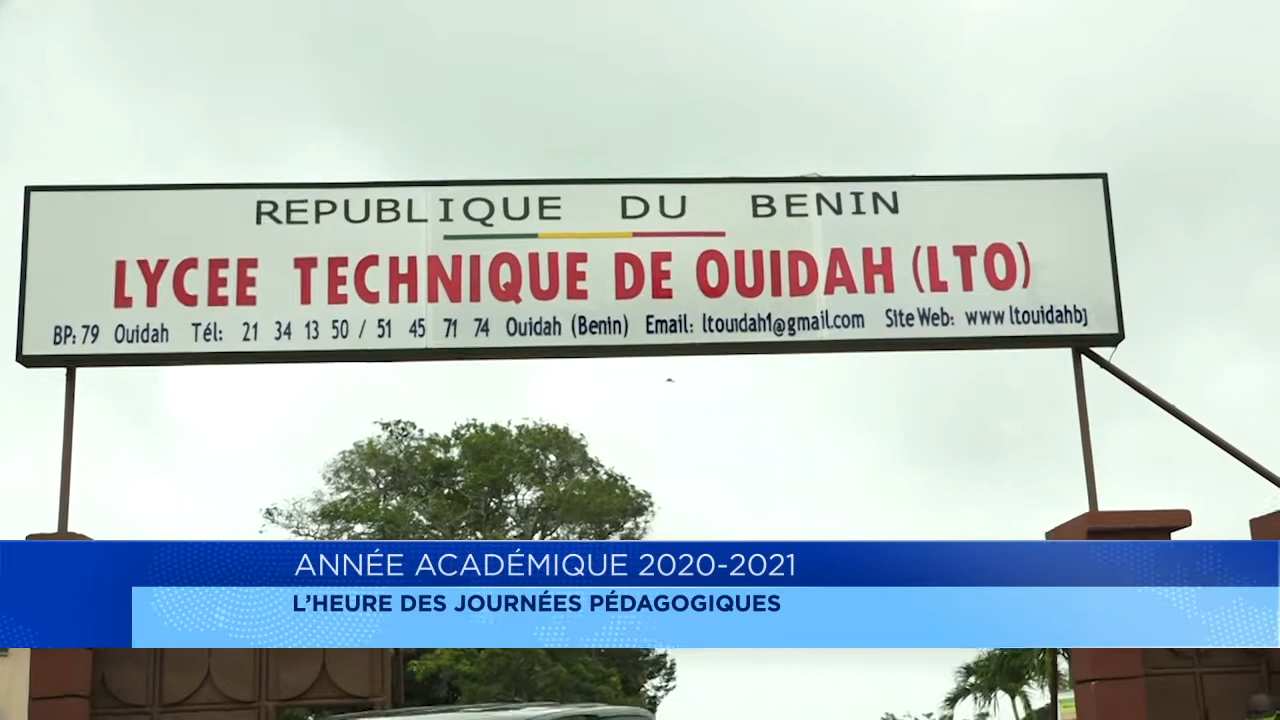 REPUBLIQUE DU BENIN
LYCEE TECHNIQUE DE OUIDAH (LTO)
BP: 79 Ouidah Tél: 21 34 13 50 / 51 45 71 74 Ouidah (Benin) Email: ltouidah1@gmail.com Site Web: www ltouidahbj
ANNÉE ACADÉMIQUE 2020-2021
L'HEURE DES JOURNÉES PÉDAGOGIQUES